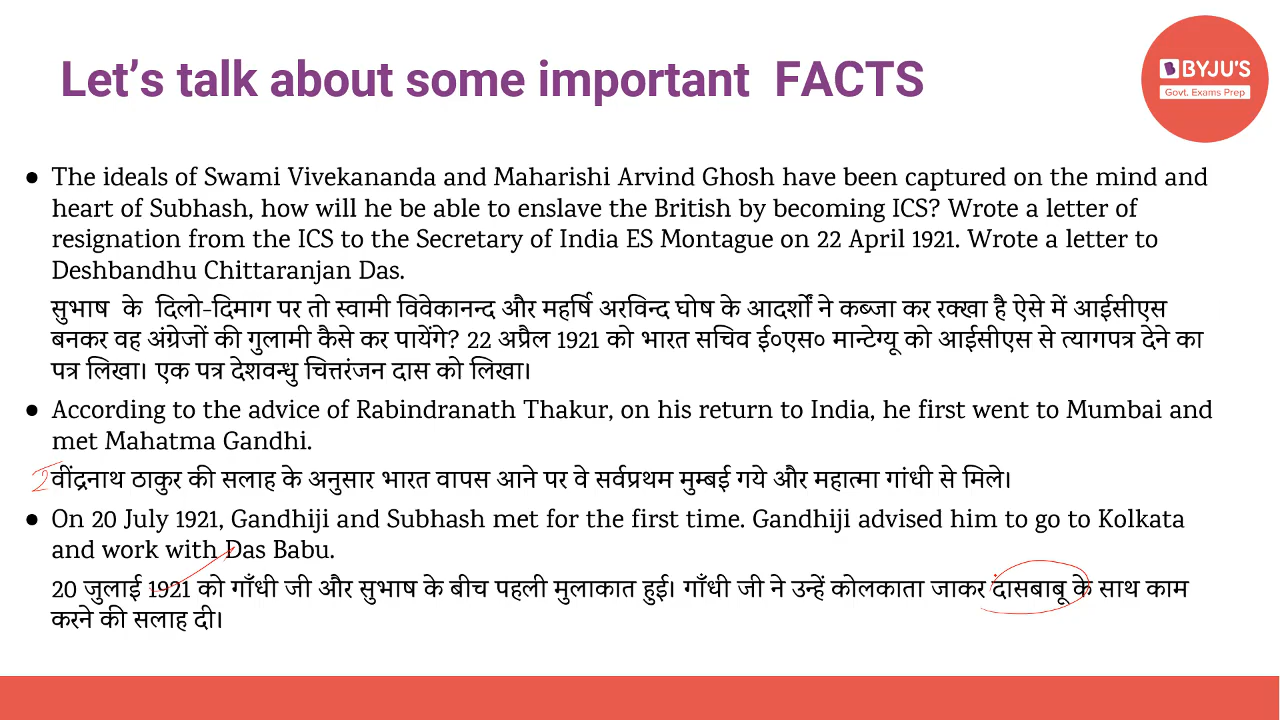 Let's talk about some important FACTS
BYJU'S
Govt. Exams Prep
● The ideals of Swami Vivekananda and Maharishi Arvind Ghosh have been captured on the mind and
heart of Subhash, how will he be able to enslave the British by becoming ICS? Wrote a letter of
resignation from the ICS to the Secretary of India ES Montague on 22 April 1921. Wrote a letter to
Deshbandhu Chittaranjan Das.
सुभाष के दिलो-दिमाग पर तो स्वामी विवेकानन्द और महर्षि अरविन्द घोष के आदर्शों ने कब्जा कर रक्खा है ऐसे में आईसीएस
बनकर वह अंग्रेजों की गुलामी कैसे कर पायेंगे? 22 अप्रैल 1921 को भारत सचिव ई०एस० मान्टेग्यू को आईसीएस से त्यागपत्र देने का
पत्र लिखा। एक पत्र देशवन्धु चित्तरंजन दास को लिखा।
● According to the advice of Rabindranath Thakur, on his return to India, he first went to Mumbai and
met Mahatma Gandhi.
वींद्रनाथ ठाकुर की सलाह के अनुसार भारत वापस आने पर वे सर्वप्रथम मुम्बई गये और महात्मा गांधी से मिले।
● On 20 July 1921, Gandhiji and Subhash met for the first time. Gandhiji advised him to go to Kolkata
and work with Das Babu.
20 जुलाई 1921 को गाँधी जी और सुभाष के बीच पहली मुलाकात हुई। गाँधी जी ने उन्हें कोलकाता जाकर दासबाबू के साथ काम
करने की सलाह दी।